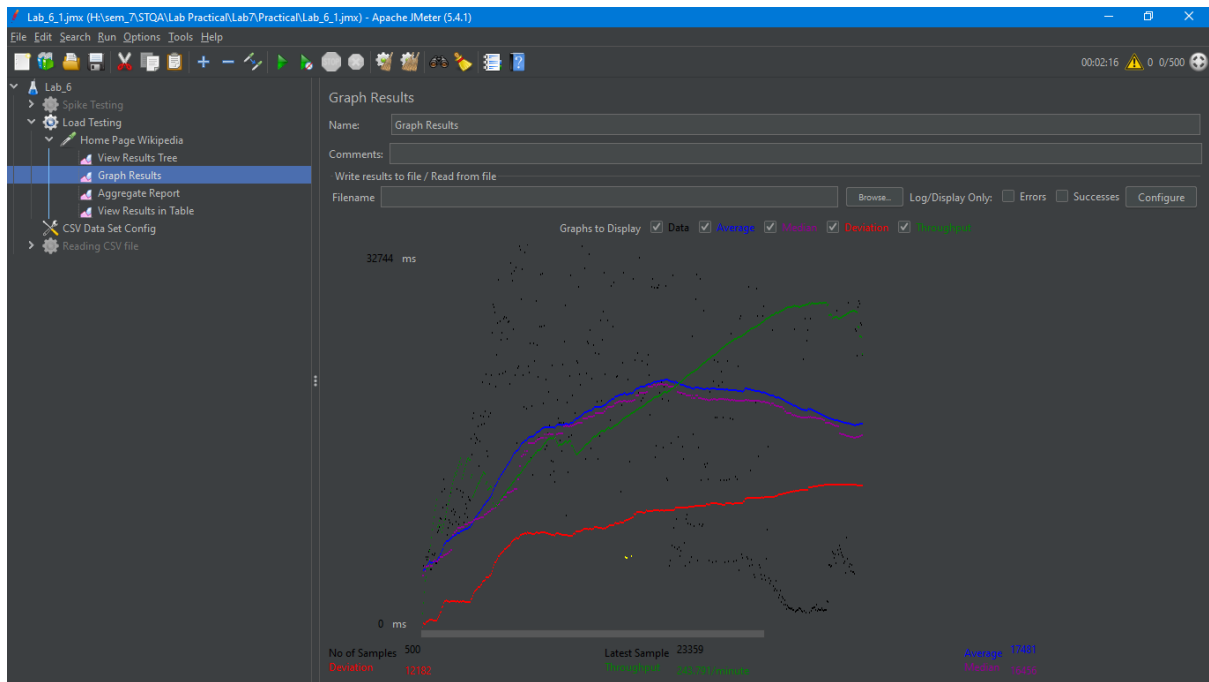 Lab_6_1.jmx (H:\sem_7\STQA\Lab Practical\Lab7\Practical\Lab_6_1.jmx) - Apache JMeter (5.4.1)
File Edit Search Run Options Tools Help
00:02:16 0 0/500
Lab_6
Spike Testing
Load Testing
Home Page Wikipedia
View Results Tree
Graph Results
Aggregate Report
View Results in Table
CSV Data Set Config
Reading CSV file
Graph Results
Name: Graph Results
Comments:
Write results to file / Read from file
Filename Browse... Log/Display Only: Errors Successes Configure
Graphs to Display Data Average Median Deviation Throughput
32744 ms
0 ms
No of Samples 500 Latest Sample 23359 Average 17481
Deviation 12182 Throughput 248.791/minute Median